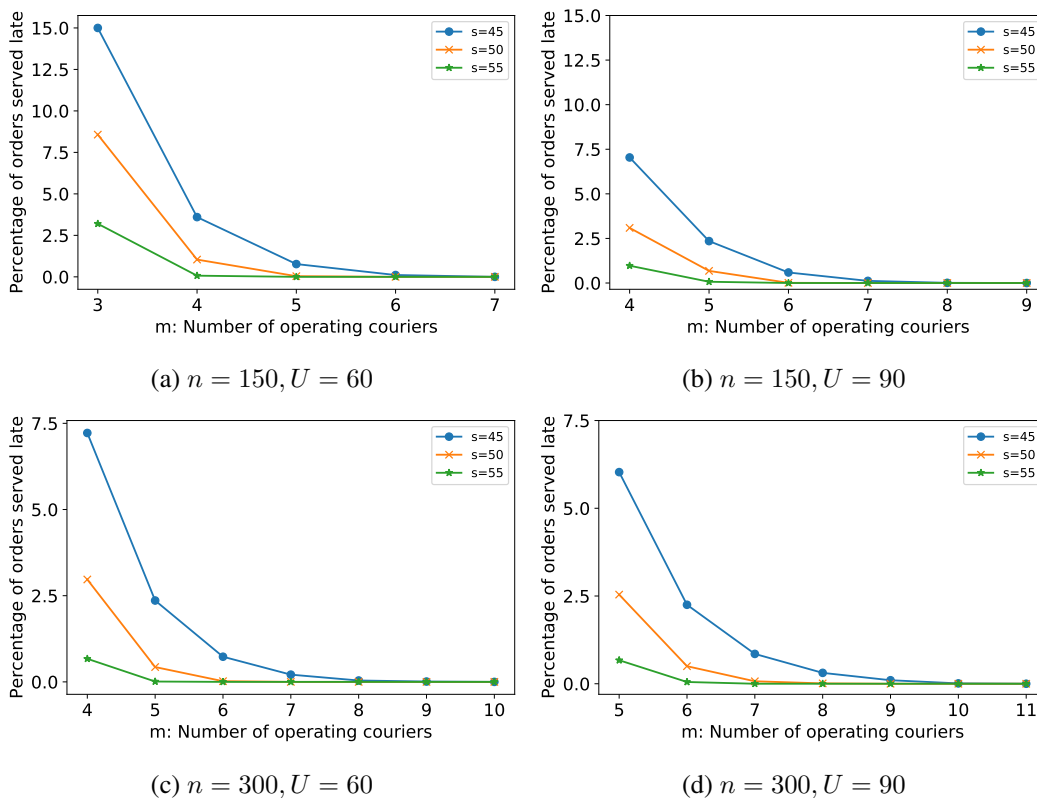 15.0
12.5
10.0
7.5
5.0
2.5
0.0
Percentage of orders served late
s=45
s=50
s=55
3 4 5 6 7
m: Number of operating couriers
(a) n = 150, U = 60
15.0
12.5
10.0
7.5
5.0
2.5
0.0
Percentage of orders served late
s=45
s=50
s=55
4 5 6 7 8 9
m: Number of operating couriers
(b) n = 150, U = 90
7.5
5.0
2.5
0.0
Percentage of orders served late
s=45
s=50
s=55
4 5 6 7 8 9 10
m: Number of operating couriers
(c) n = 300, U = 60
7.5
5.0
2.5
0.0
Percentage of orders served late
s=45
s=50
s=55
5 6 7 8 9 10 11
m: Number of operating couriers
(d) n = 300, U = 90